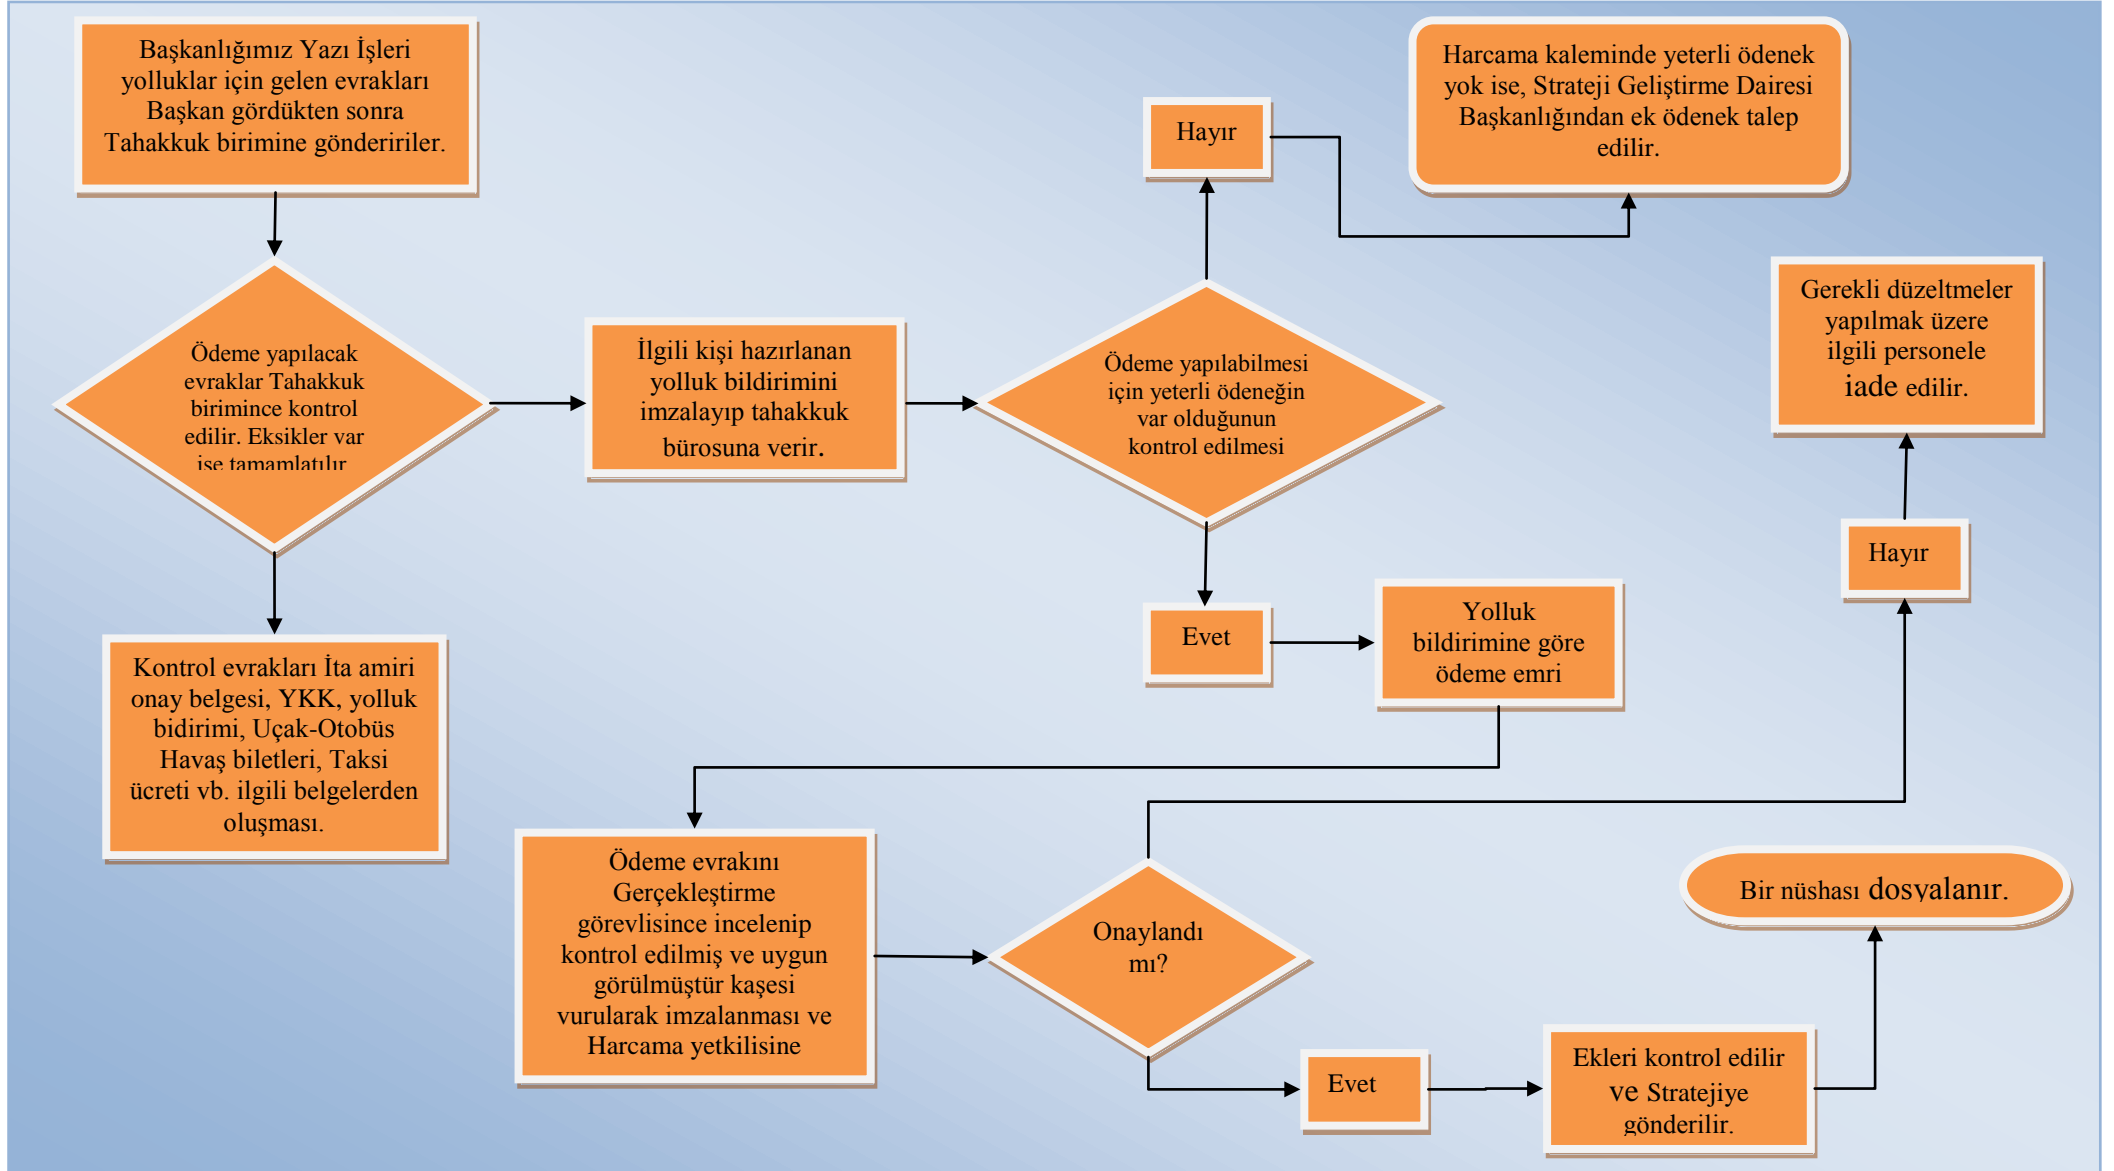 Başkanlığımız Yazı İşleri
yolluklar için gelen evrakları
Başkan gördükten sonra
Tahakkuk birimine göndeririler.
Ödeme yapılacak
evraklar Tahakkuk
birimince kontrol
edilir. Eksikler var
ise tamamlatılır
Kontrol evrakları İta amiri
onay belgesi, YKK, yolluk
bidirimi, Uçak-Otobüs
Havaş biletleri, Taksi
ücreti vb. ilgili belgelerden
oluşması.
İlgili kişi hazırlanan
yolluk bildirimini
imzalayıp tahakkuk
bürosuna verir.
Ödeme yapılabilmesi
için yeterli ödeneğin
var olduğunun
kontrol edilmesi
Hayır
Harcama kaleminde yeterli ödenek
yok ise, Strateji Geliştirme Dairesi
Başkanlığından ek ödenek talep
edilir.
Evet
Yolluk
bildirimine göre
ödeme emri
Ödeme evrakını
Gerçekleştirme
görevlisince incelenip
kontrol edilmiş ve uygun
görülmüştür kaşesi
vurularak imzalanması ve
Harcama yetkilisine
Onaylandı
mı?
Hayır
Gerekli düzeltmeler
yapılmak üzere
ilgili personele
iade edilir.
Evet
Ekleri kontrol edilir
ve Stratejiye
gönderilir.
Bir nüshası dosyalanır.